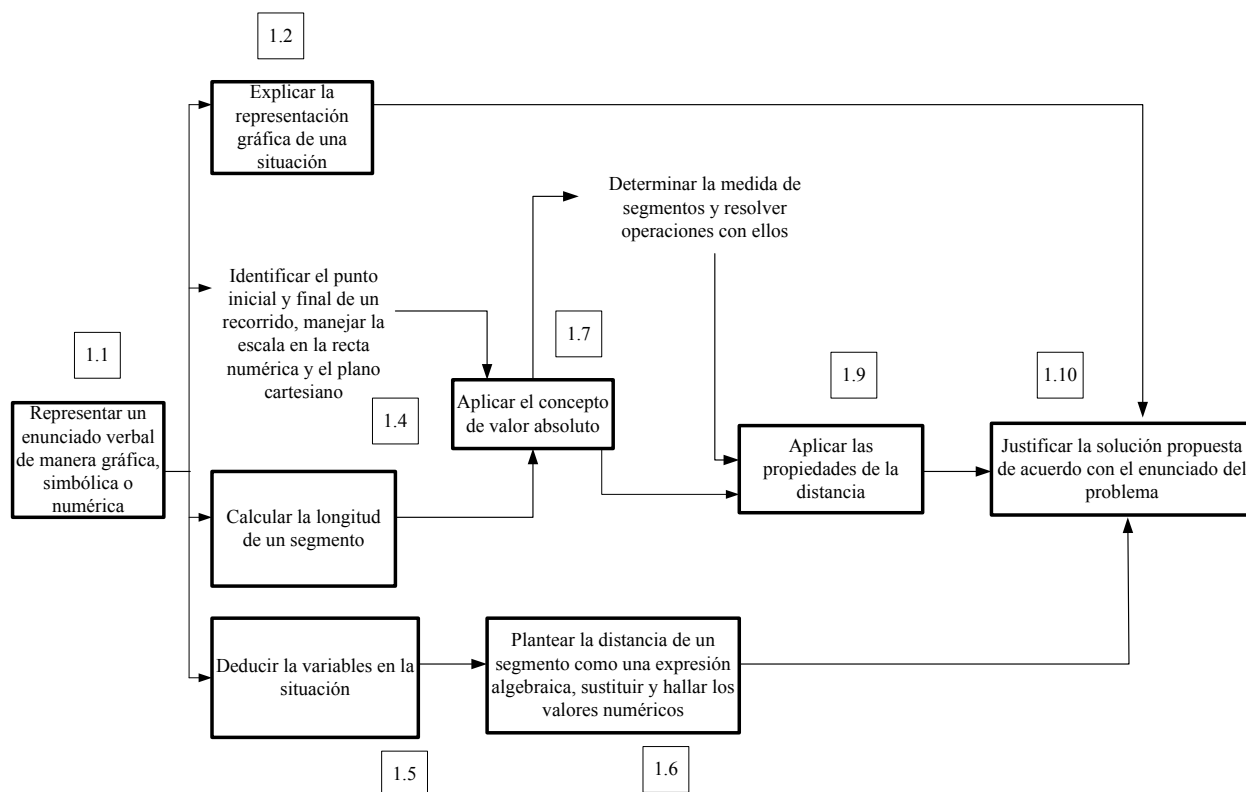 1.2
Explicar la
representación
gráfica de una
situación
Determinar la medida de
segmentos y resolver
operaciones con ellos
Identificar el punto
inicial y final de un
recorrido, manejar la
escala en la recta
numérica y el plano
cartesiano
1.1
Representar un
enunciado verbal
de manera gráfica,
simbólica o
numérica
1.4
1.7
Aplicar el concepto
de valor absoluto
1.9
Aplicar las
propiedades de la
distancia
1.10
Justificar la solución propuesta
de acuerdo con el enunciado del
problema
Calcular la longitud
de un segmento
Deducir la variables en la
situación
1.5
Plantear la distancia de un
segmento como una expresión
algebraica, sustituir y hallar los
valores numéricos
1.6